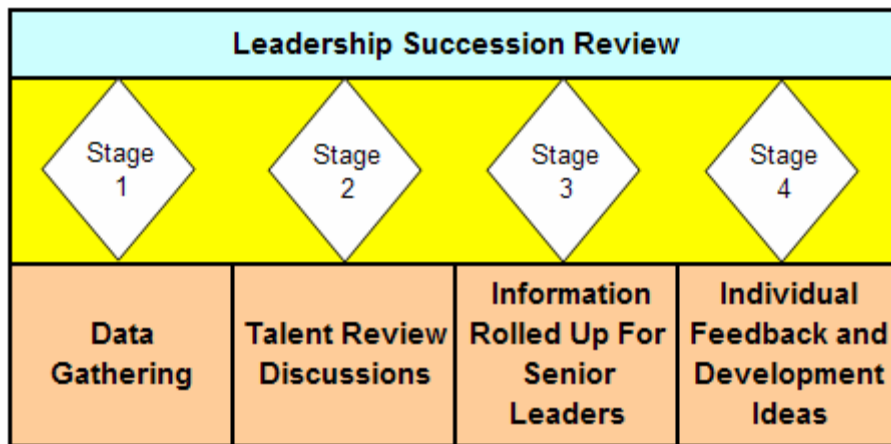 Leadership Succession Review
Stage
1
Stage
2
Stage
3
Stage
4
Data
Gathering
Talent Review
Discussions
Information
Rolled Up For
Senior
Leaders
Individual
Feedback and
Development
Ideas